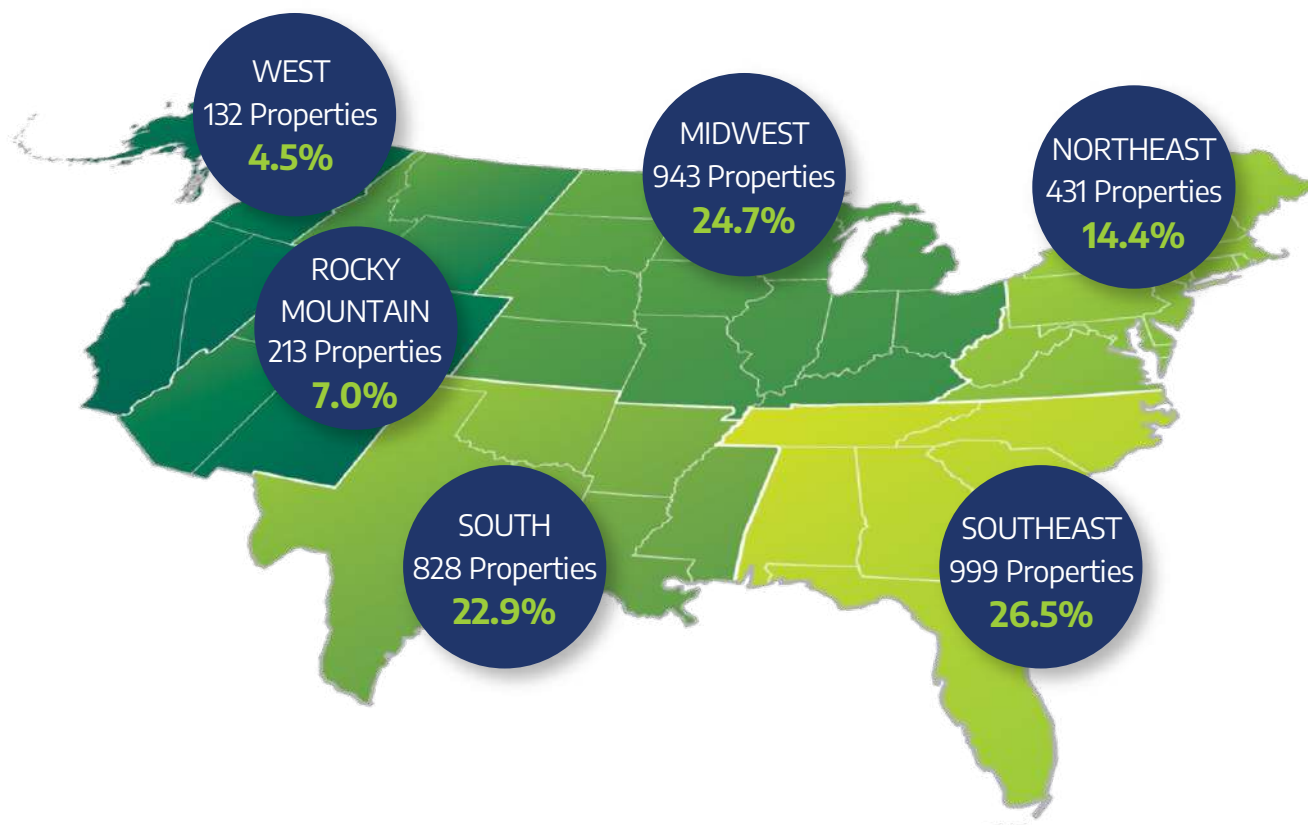 WEST
132 Properties
4.5%
MIDWEST
943 Properties
24.7%
NORTHEAST
431 Properties
14.4%
ROCKY
MOUNTAIN
213 Properties
7.0%
SOUTH
828 Properties
22.9%
SOUTHEAST
999 Properties
26.5%